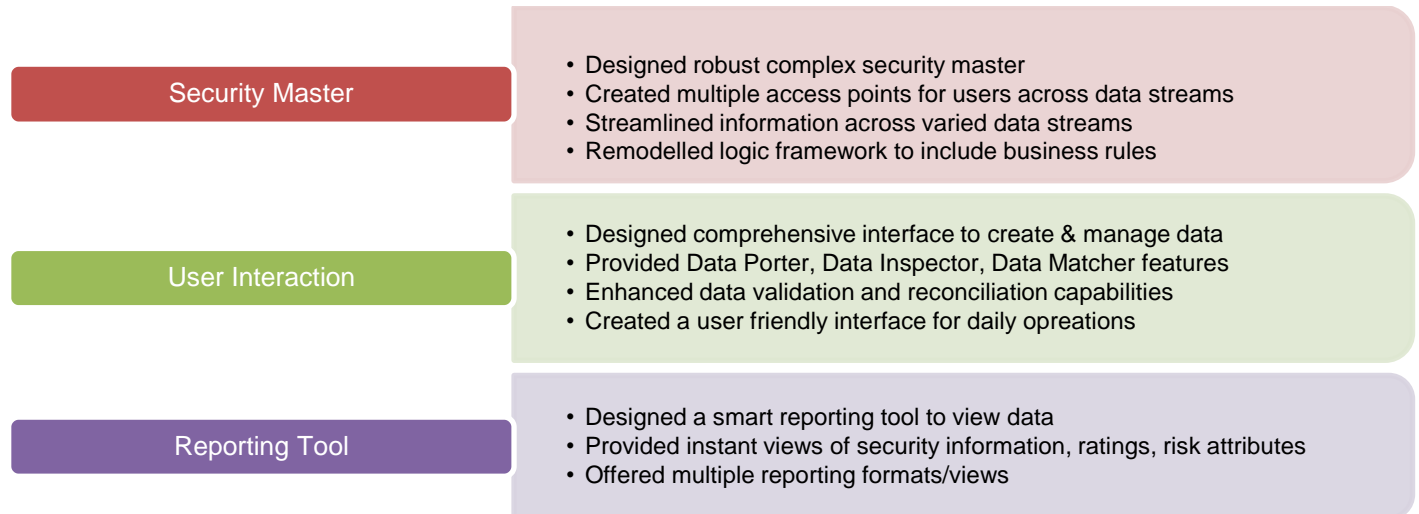 Security Master
• Designed robust complex security master
• Created multiple access points for users across data streams
• Streamlined information across varied data streams
• Remodelled logic framework to include business rules
User Interaction
• Designed comprehensive interface to create & manage data
• Provided Data Porter, Data Inspector, Data Matcher features
• Enhanced data validation and reconciliation capabilities
• Created a user friendly interface for daily opreations
Reporting Tool
• Designed a smart reporting tool to view data
• Provided instant views of security information, ratings, risk attributes
• Offered multiple reporting formats/views